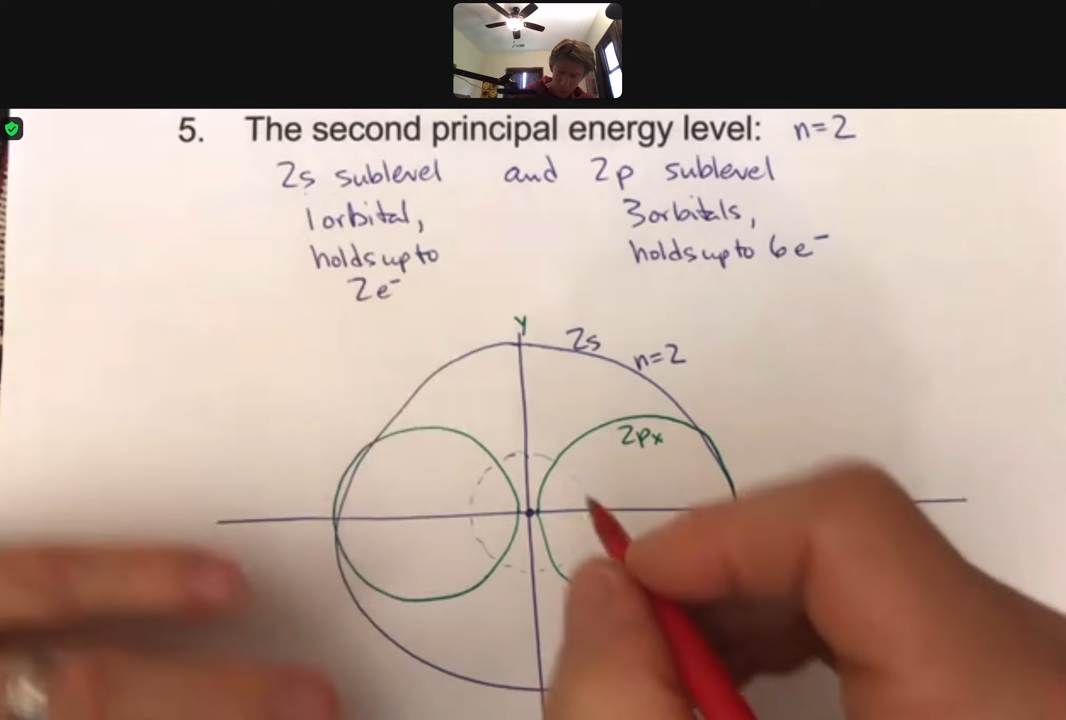 5. The second principal energy level: n=2
2s sublevel and 2p sublevel
1 orbital, 3 orbitals,
holds up to holds up to 6e⁻
2e⁻
y
2s
n=2
2px